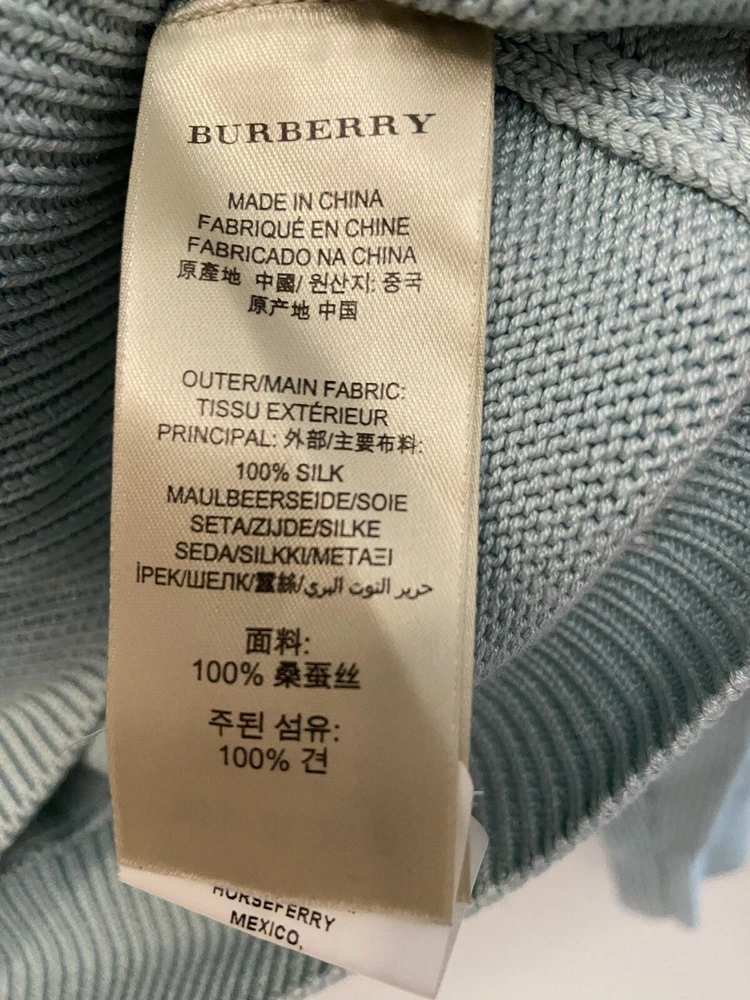 BURBERRY
MADE IN CHINA
FABRIQUÉ EN CHINE
FABRICADO NA CHINA
原產地 中國/ 원산지: 중국
原产地 中国
OUTER/MAIN FABRIC:
TISSU EXTÉRIEUR
PRINCIPAL: 外部/主要布料:
100% SILK
MAULBEERSEIDE/SOIE
SETA/ZIJDE/SILKE
SEDA/SILKKI/ΜΕΤΑΞΙ
İPEK/ШЕЛК/蠶絲/حرير التوت البري
面料:
100% 桑蚕丝
주된 섬유:
100% 견
HORSEFERRY
MEXICO,